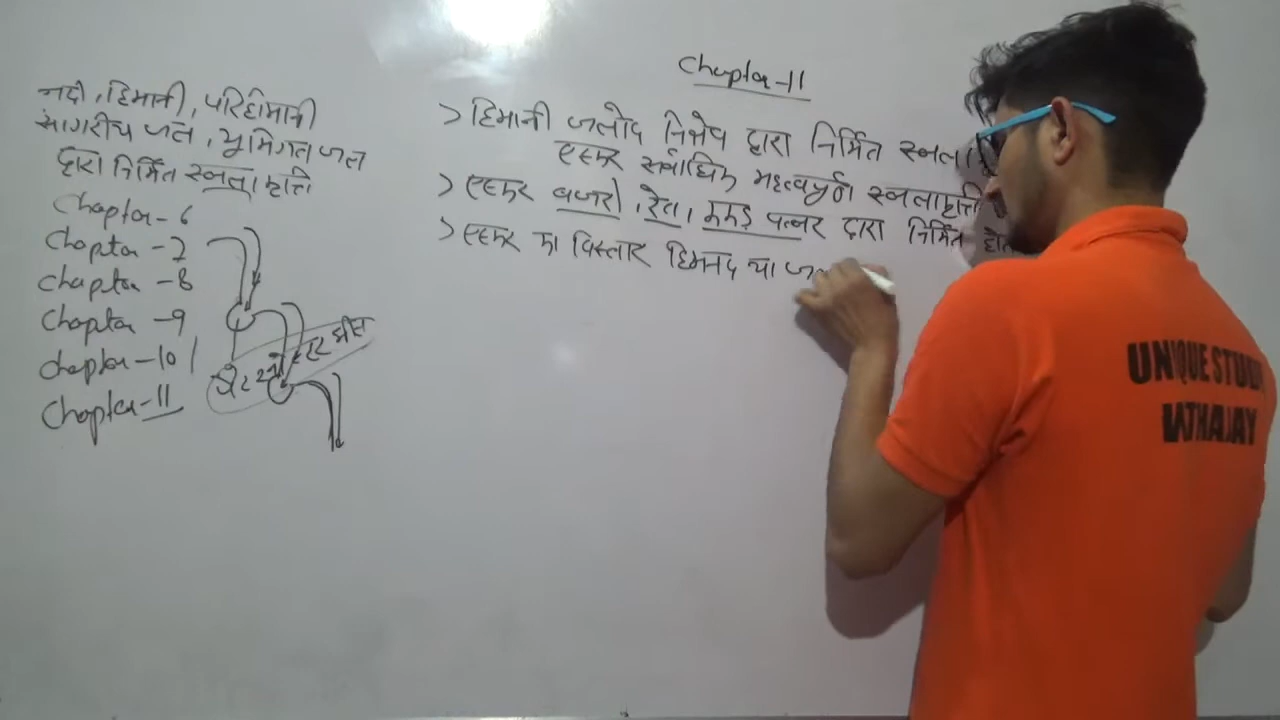 नदी, हिमानी, परिहिमानी
सागरीय जल, भूमिगत जल
द्वारा निर्मित स्थलाकृति
Chapter-6
Chapter-7
Chapter-8
Chapter-9
Chapter-10
Chapter-11
Chapter-11
> हिमानी जलोढ निक्षेप द्वारा निर्मित
एस्कर सर्वाधिक महत्वपूर्ण स्थलाकृति
> एस्कर बजरी, रेत, कंकड़ पत्थर द्वारा निर्मित
> एस्कर का विस्तार हिमनद या
UNIQUE STUDY